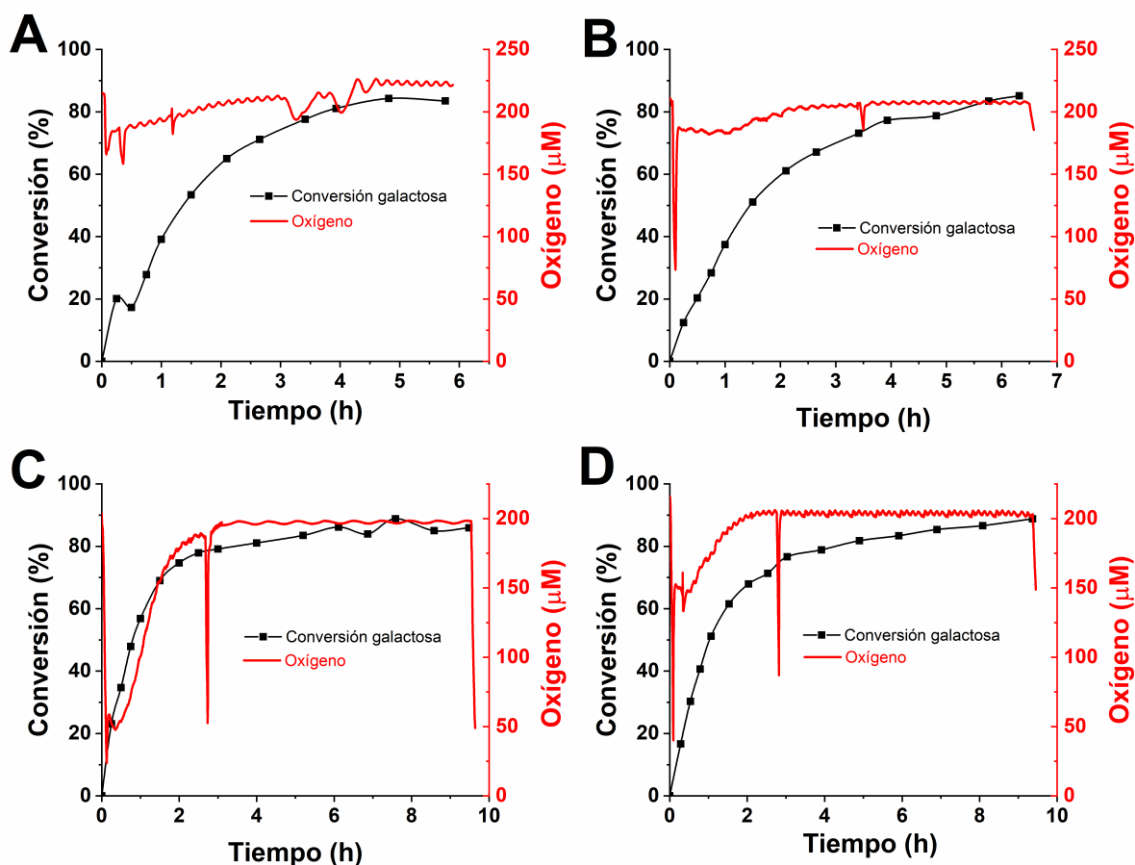 A
100
80
60
40
20
0
Conversión (%)
250
200
150
100
50
0
Oxígeno (μM)
Conversión galactosa
Oxígeno
0 1 2 3 4 5 6
Tiempo (h)
B
100
80
60
40
20
0
Conversión (%)
250
200
150
100
50
0
Oxígeno (μM)
Conversión galactosa
Oxígeno
0 1 2 3 4 5 6 7
Tiempo (h)
C
100
80
60
40
20
0
Conversión (%)
200
150
100
50
0
Oxígeno (μM)
Conversión galactosa
Oxígeno
0 2 4 6 8 10
Tiempo (h)
D
100
80
60
40
20
0
Conversión (%)
200
150
100
50
0
Oxígeno (μM)
Conversión galactosa
Oxígeno
0 2 4 6 8 10
Tiempo (h)